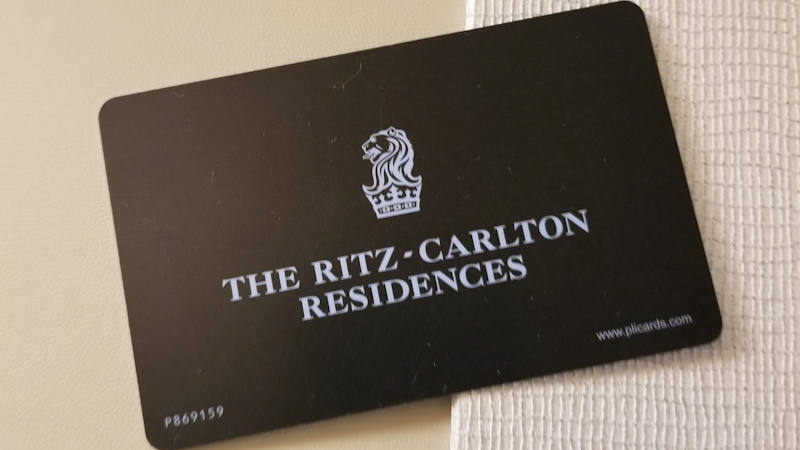 THE RITZ-CARLTON
RESIDENCES
www.plicards.com
P869159